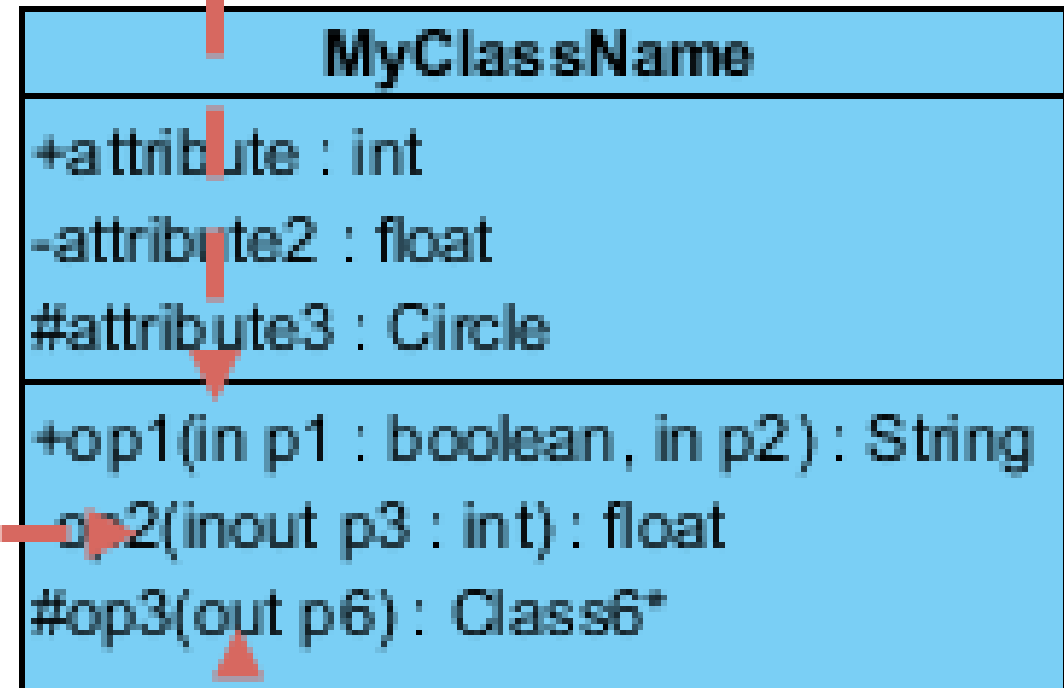 MyClassName
+attribute : int
-attribute2 : float
#attribute3 : Circle
+op1(in p1 : boolean, in p2) : String
-op2(inout p3 : int) : float
#op3(out p6) : Class6*